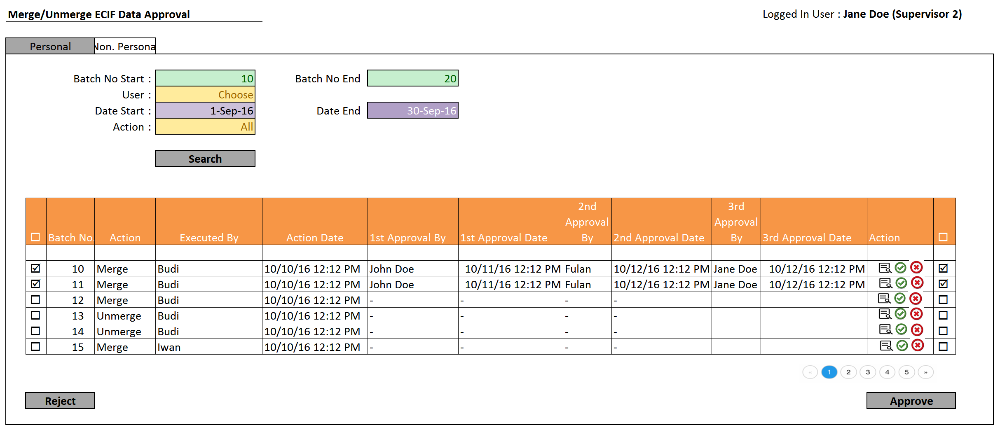 Merge/Unmerge ECIF Data Approval
Logged In User : Jane Doe (Supervisor 2)
Personal
Non. Persona
Batch No Start : 10 Batch No End 20
User : Choose
Date Start : 1-Sep-16 Date End 30-Sep-16
Action : All
Search
Batch No. Action Executed By Action Date 1st Approval By 1st Approval Date 2nd Approval By 2nd Approval Date 3rd Approval By 3rd Approval Date Action
10 Merge Budi 10/10/16 12:12 PM John Doe 10/11/16 12:12 PM Fulan 10/12/16 12:12 PM Jane Doe 10/12/16 12:12 PM
11 Merge Budi 10/10/16 12:12 PM John Doe 10/11/16 12:12 PM Fulan 10/12/16 12:12 PM Jane Doe 10/12/16 12:12 PM
12 Merge Budi 10/10/16 12:12 PM - - - -
13 Unmerge Budi 10/10/16 12:12 PM - - - -
14 Unmerge Budi 10/10/16 12:12 PM - - - -
15 Merge Iwan 10/10/16 12:12 PM - - - -
« 1 2 3 4 5 »
Reject
Approve